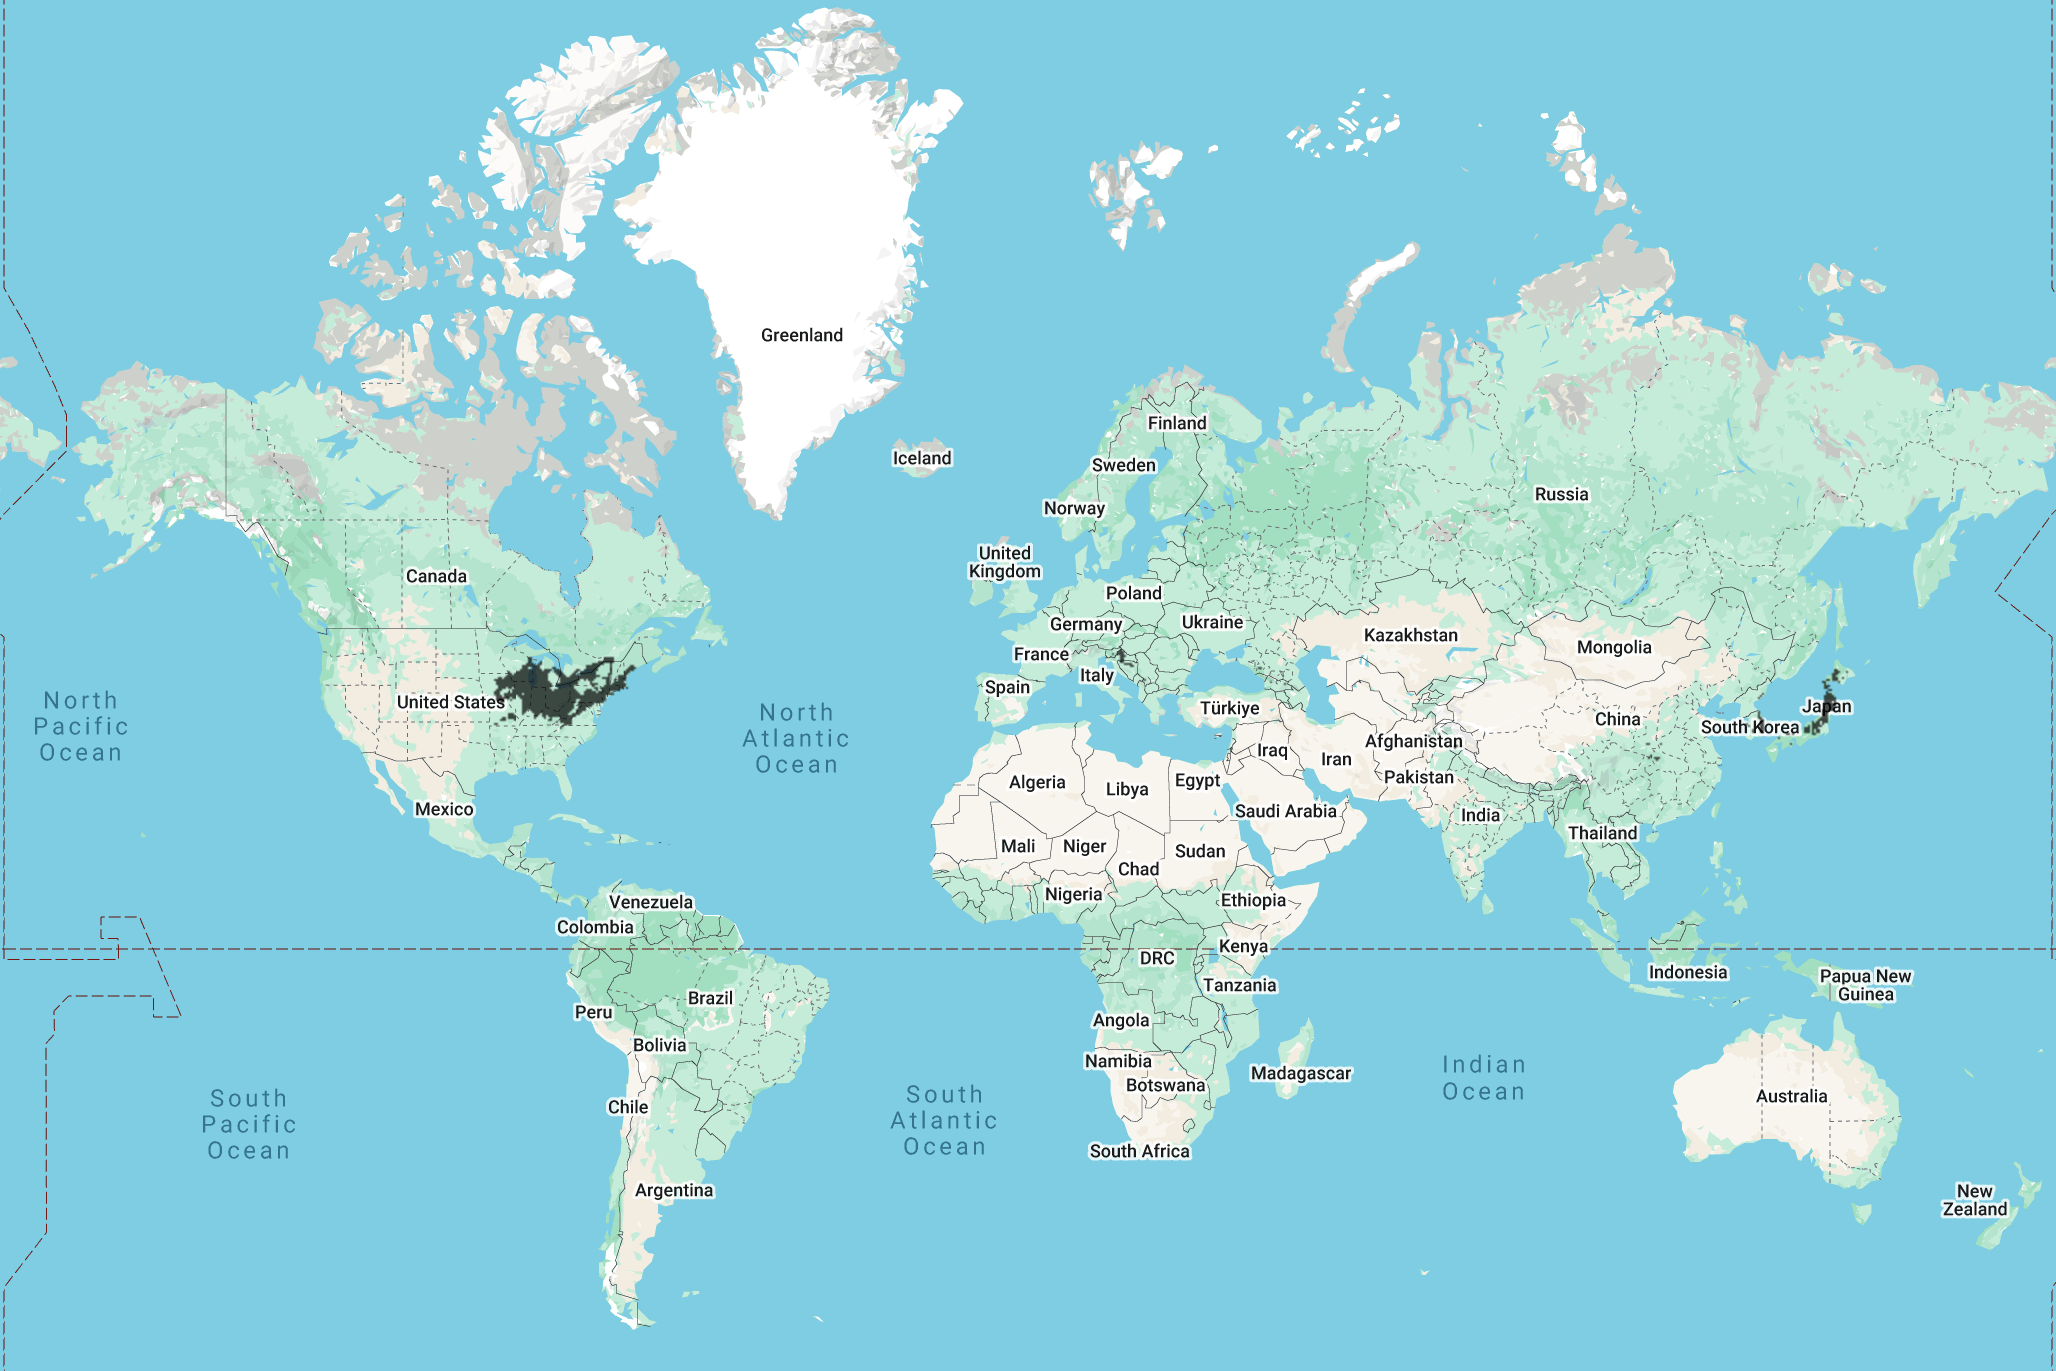 Greenland
Iceland
Finland
Sweden
Norway
Russia
United
Kingdom
Canada
Poland
Germany
Ukraine
France
Italy
Spain
Kazakhstan
Mongolia
United States
Türkiye
China
Japan
South Korea
North
Pacific
Ocean
North
Atlantic
Ocean
Mexico
Algeria
Libya
Egypt
Iraq
Iran
Afghanistan
Pakistan
Saudi Arabia
India
Thailand
Mali
Niger
Chad
Sudan
Nigeria
Ethiopia
Venezuela
Colombia
Kenya
DRC
Tanzania
Indonesia
Papua New
Guinea
Brazil
Peru
Bolivia
Angola
Namibia
Botswana
Madagascar
Indian
Ocean
Australia
South
Pacific
Ocean
Chile
South
Atlantic
Ocean
South Africa
Argentina
New
Zealand